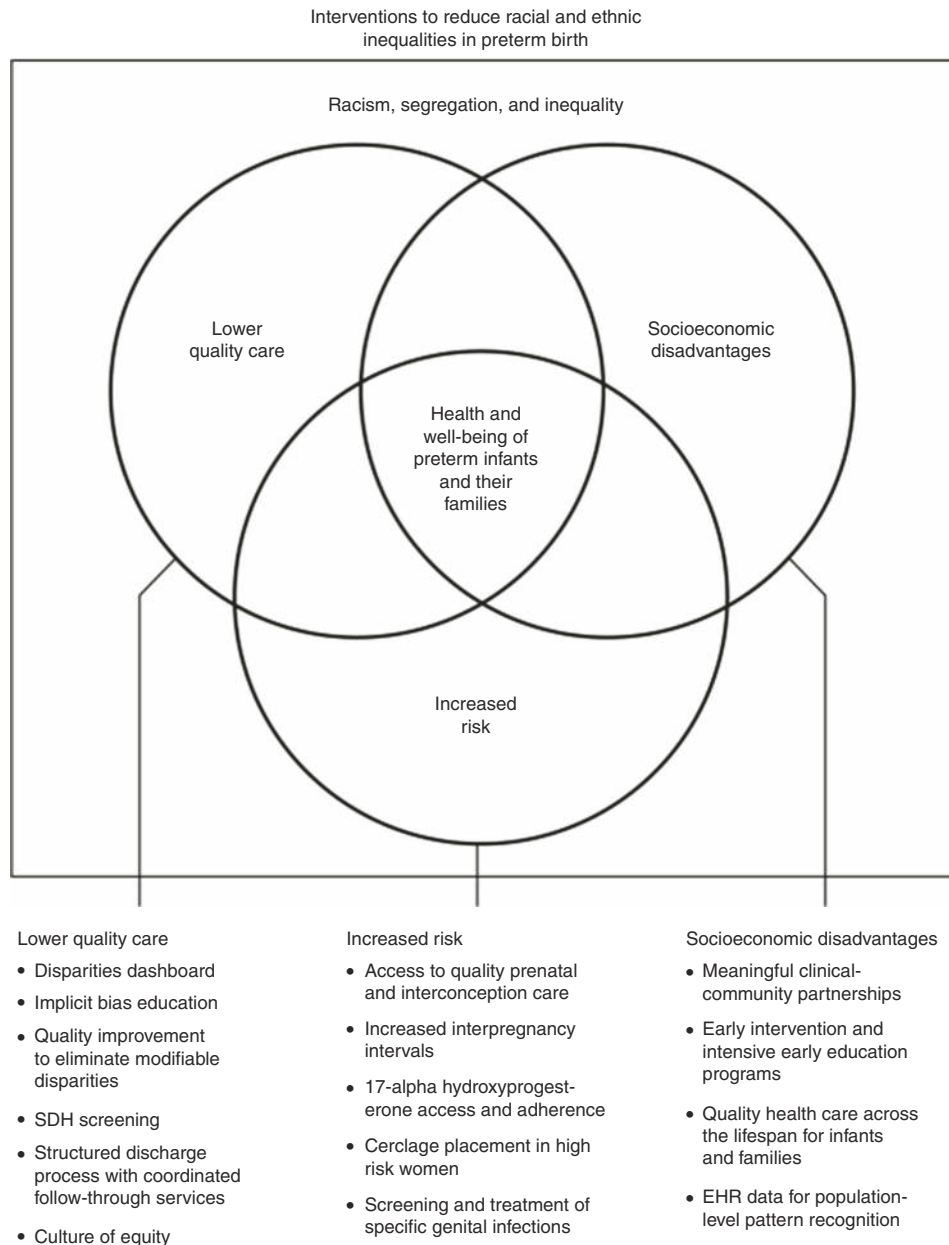 Interventions to reduce racial and ethnic
inequalities in preterm birth
Racism, segregation, and inequality
Lower
quality care
Socioeconomic
disadvantages
Health and
well-being of
preterm infants
and their
families
Increased
risk
Lower quality care
• Disparities dashboard
• Implicit bias education
• Quality improvement
to eliminate modifiable
disparities
• SDH screening
• Structured discharge
process with coordinated
follow-through services
• Culture of equity
Increased risk
• Access to quality prenatal
and interconception care
• Increased interpregnancy
intervals
• 17-alpha hydroxyprogest-
erone access and adherence
• Cerclage placement in high
risk women
• Screening and treatment of
specific genital infections
Socioeconomic disadvantages
• Meaningful clinical-
community partnerships
• Early intervention and
intensive early education
programs
• Quality health care across
the lifespan for infants
and families
• EHR data for population-
level pattern recognition